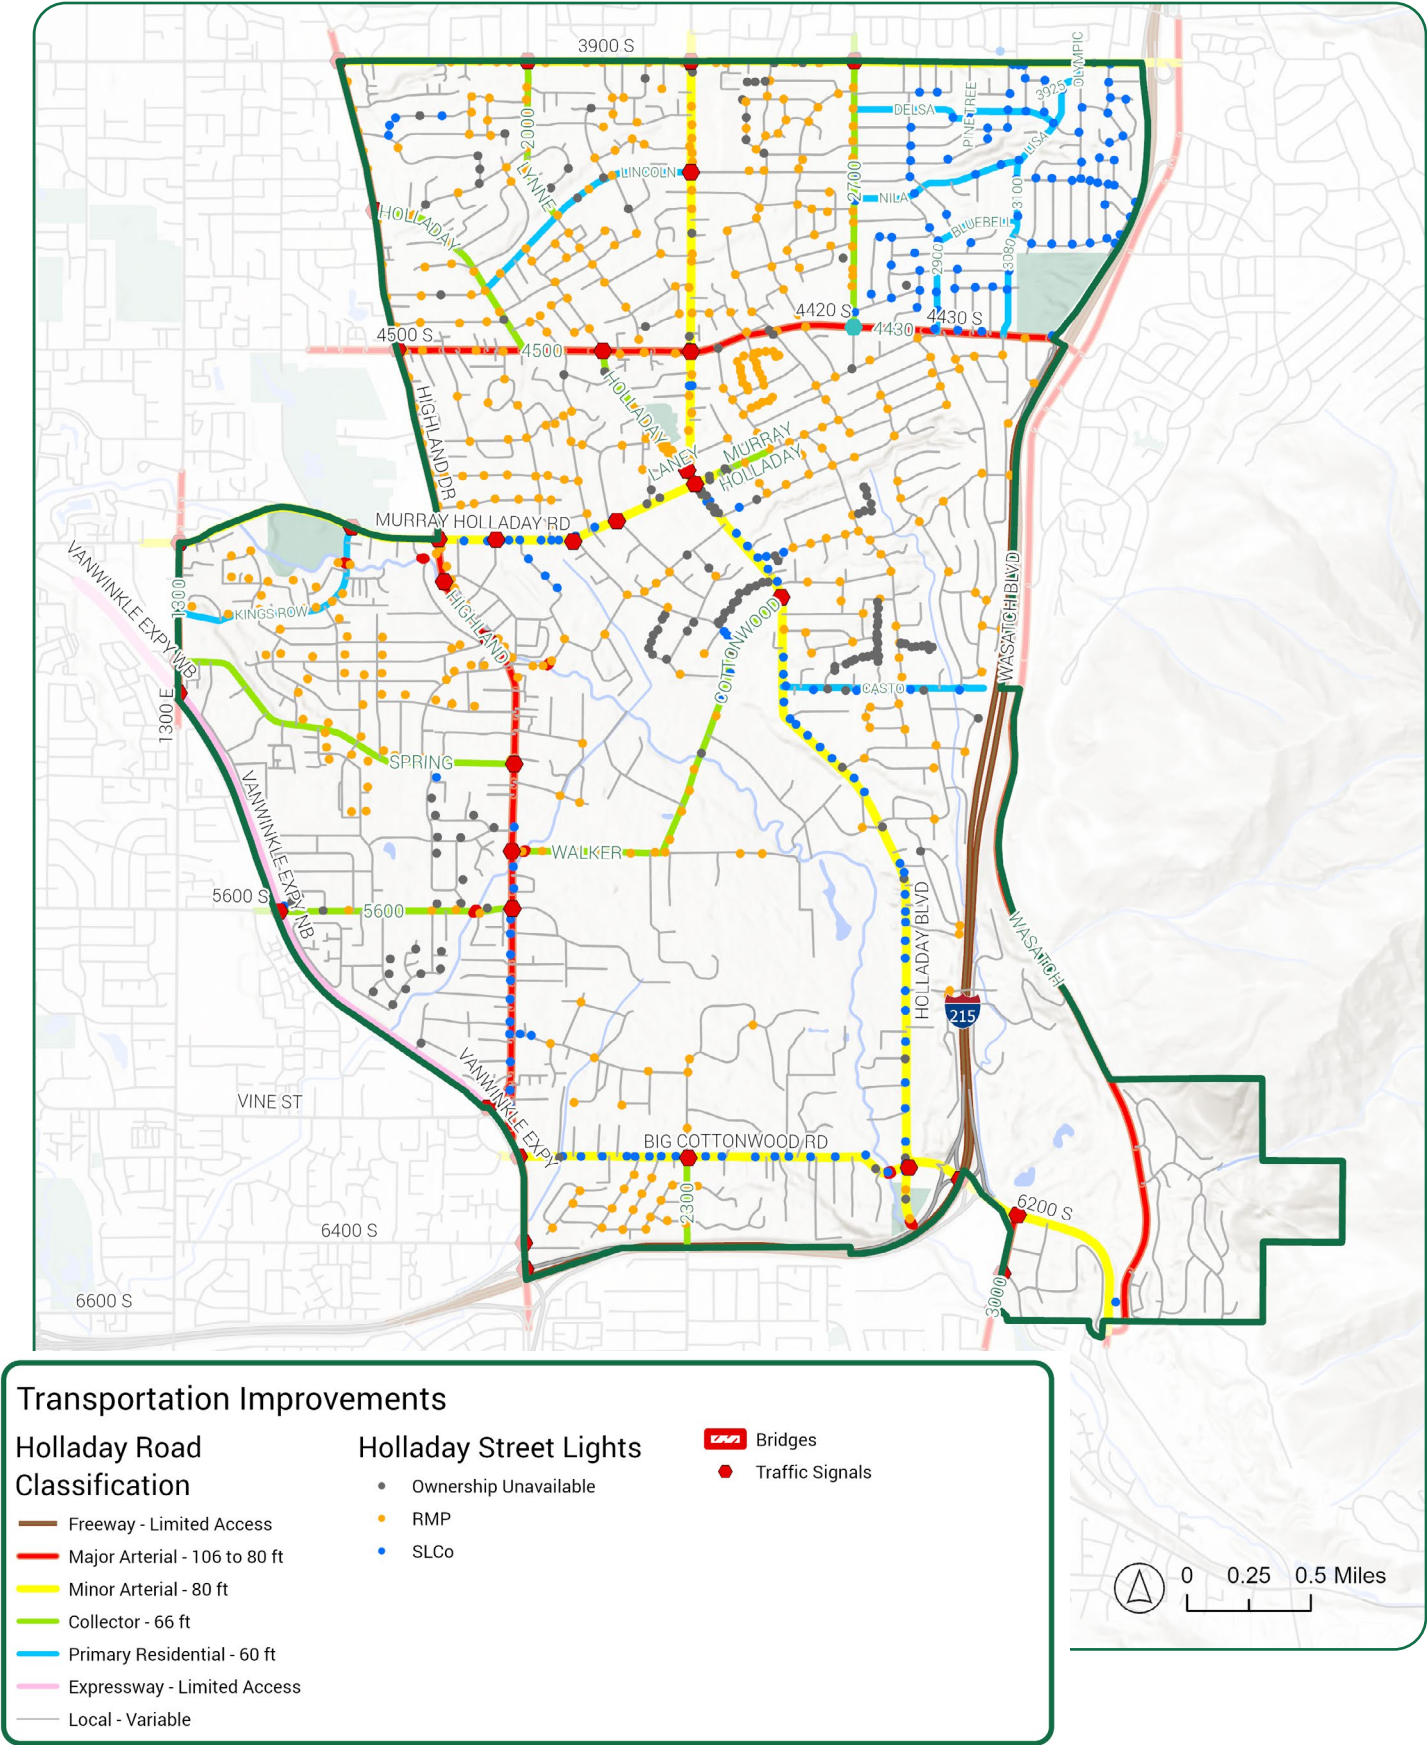 3900 S
OLYMPIC
3925
DELSA
PINETREE
2000
LISA
LINCOLN
LYNNE
2700
NILA
3100
HOLLADAY
BLUEBELL
2900
3080
4420 S
4430 S
4500 S
4430
4500
HOLLADAY
HIGHLAND DR
MURRAY
HOLLADAY
LANEY
MURRAY HOLLADAY RD
VANWINKLE EXPY WB
1300
KINGS ROW
HIGHLAND
COTTONWOOD
WASATCH BLVD
CASTO
1300 E
SPRING
VANWINKLE EXPY NB
WALKER
5600 S
5600
HOLLADAY BLVD
WASATCH
215
VANWINKLE EXPY
VINE ST
BIG COTTONWOOD RD
2300
6200 S
6400 S
3000
6600 S
Transportation Improvements
Holladay Road
Classification
Freeway - Limited Access
Major Arterial - 106 to 80 ft
Minor Arterial - 80 ft
Collector - 66 ft
Primary Residential - 60 ft
Expressway - Limited Access
Local - Variable
Holladay Street Lights
Ownership Unavailable
RMP
SLCo
Bridges
Traffic Signals
0 0.25 0.5 Miles